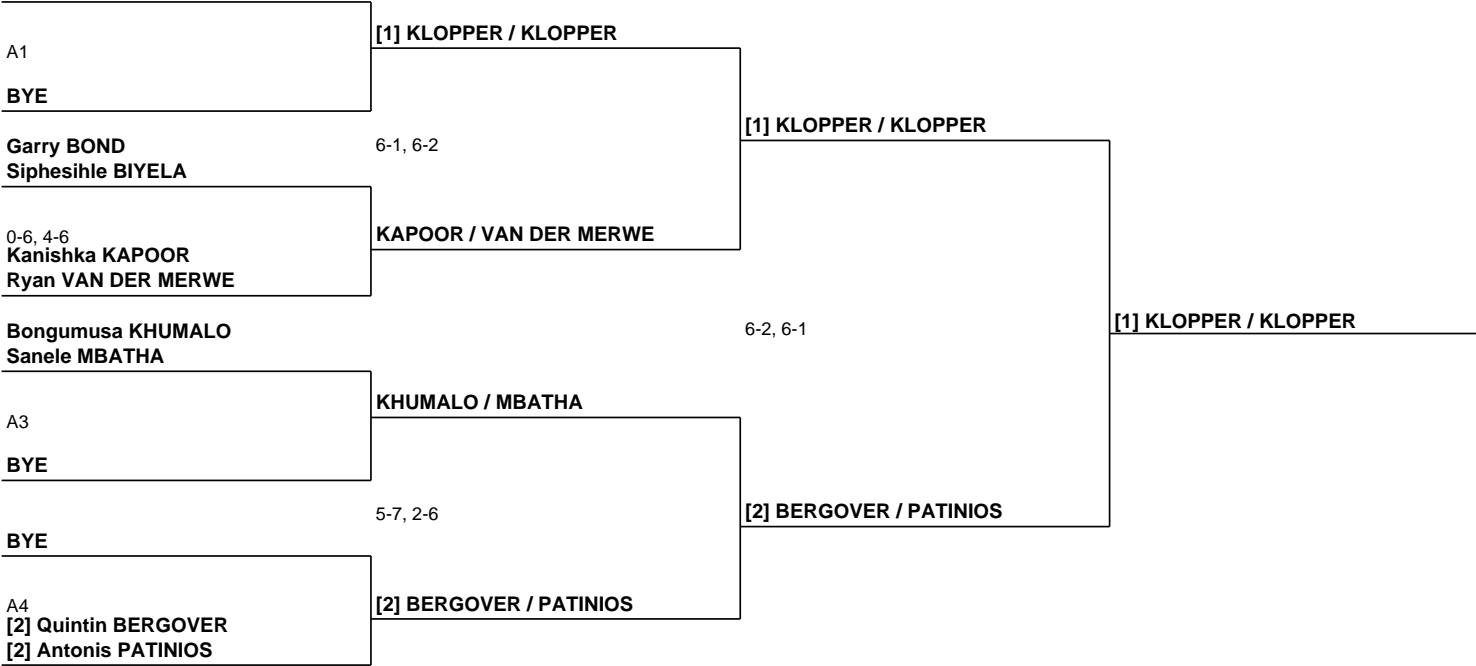 A1
BYE
Garry BOND
Siphesihle BIYELA
0-6, 4-6
Kanishka KAPOOR
Ryan VAN DER MERWE
Bongumusa KHUMALO
Sanele MBATHA
A3
BYE
BYE
A4
[2] Quintin BERGOVER
[2] Antonis PATINIOS
[1] KLOPPER / KLOPPER
6-1, 6-2
KAPOOR / VAN DER MERWE
KHUMALO / MBATHA
5-7, 2-6
[2] BERGOVER / PATINIOS
[1] KLOPPER / KLOPPER
6-2, 6-1
[2] BERGOVER / PATINIOS
[1] KLOPPER / KLOPPER